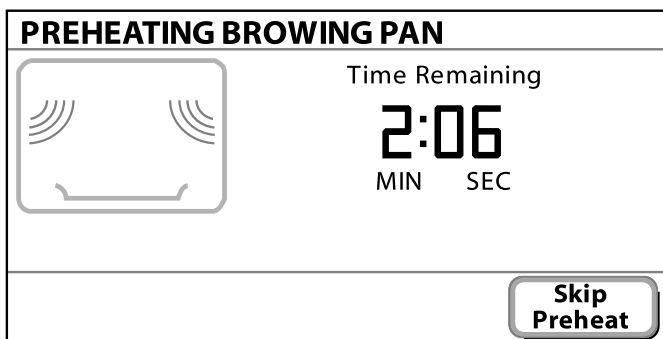 PREHEATING BROWING PAN
Time Remaining
2:06
MIN SEC
Skip
Preheat